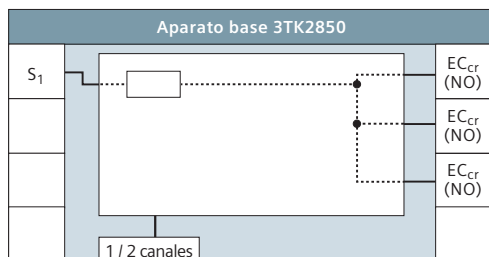 Aparato base 3TK2850
S1
ECcr
(NO)
ECcr
(NO)
ECcr
(NO)
1 / 2 canales